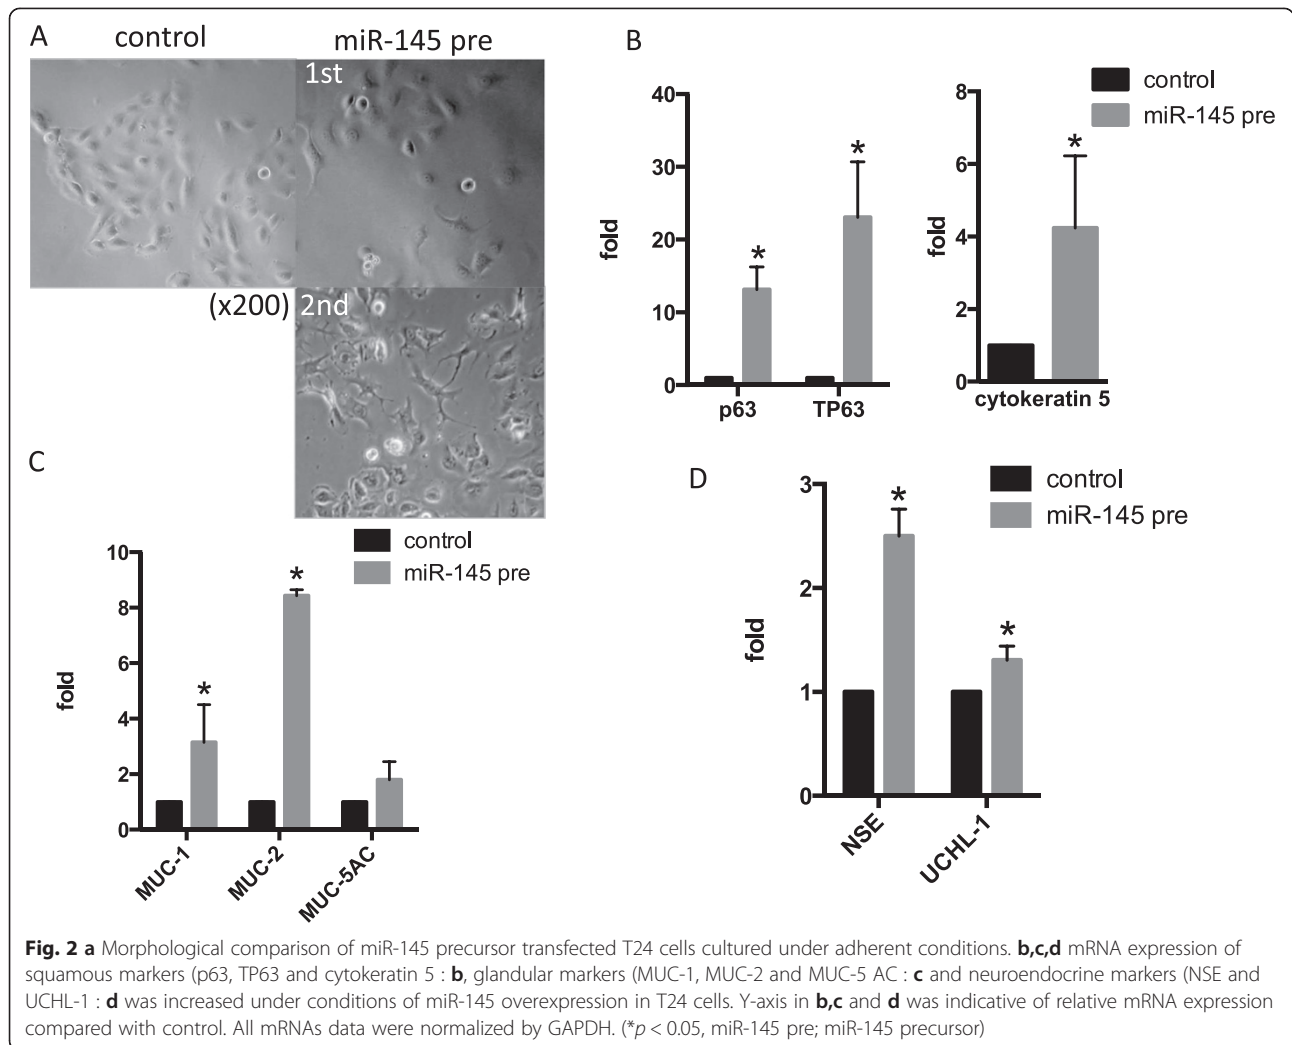 A
control
miR-145 pre
1st
(x200)
2nd
B
control
miR-145 pre
fold
40
30
20
10
0
*
*
p63
TP63
fold
8
6
4
2
0
*
cytokeratin 5
C
control
miR-145 pre
fold
10
8
6
4
2
0
*
*
MUC-1
MUC-2
MUC-5AC
D
control
miR-145 pre
fold
3
2
1
0
*
*
NSE
UCHL-1
Fig. 2 a Morphological comparison of miR-145 precursor transfected T24 cells cultured under adherent conditions. b,c,d mRNA expression of
squamous markers (p63, TP63 and cytokeratin 5 : b, glandular markers (MUC-1, MUC-2 and MUC-5 AC : c and neuroendocrine markers (NSE and
UCHL-1 : d was increased under conditions of miR-145 overexpression in T24 cells. Y-axis in b,c and d was indicative of relative mRNA expression
compared with control. All mRNAs data were normalized by GAPDH. (*p < 0.05, miR-145 pre; miR-145 precursor)